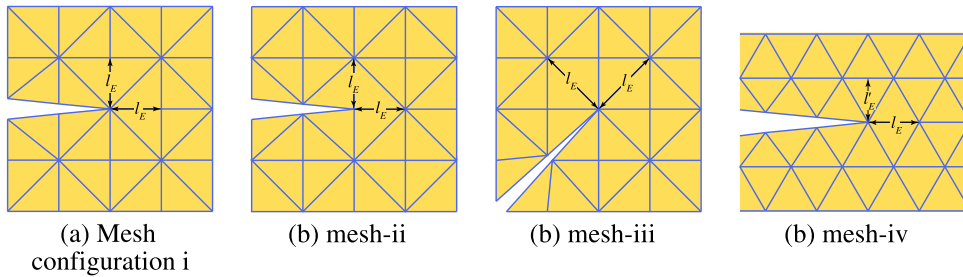 l_E
l_E
l_E
l_E
l_E
l_E
l'_E
l_E
(a) Mesh
configuration i
(b) mesh-ii
(b) mesh-iii
(b) mesh-iv